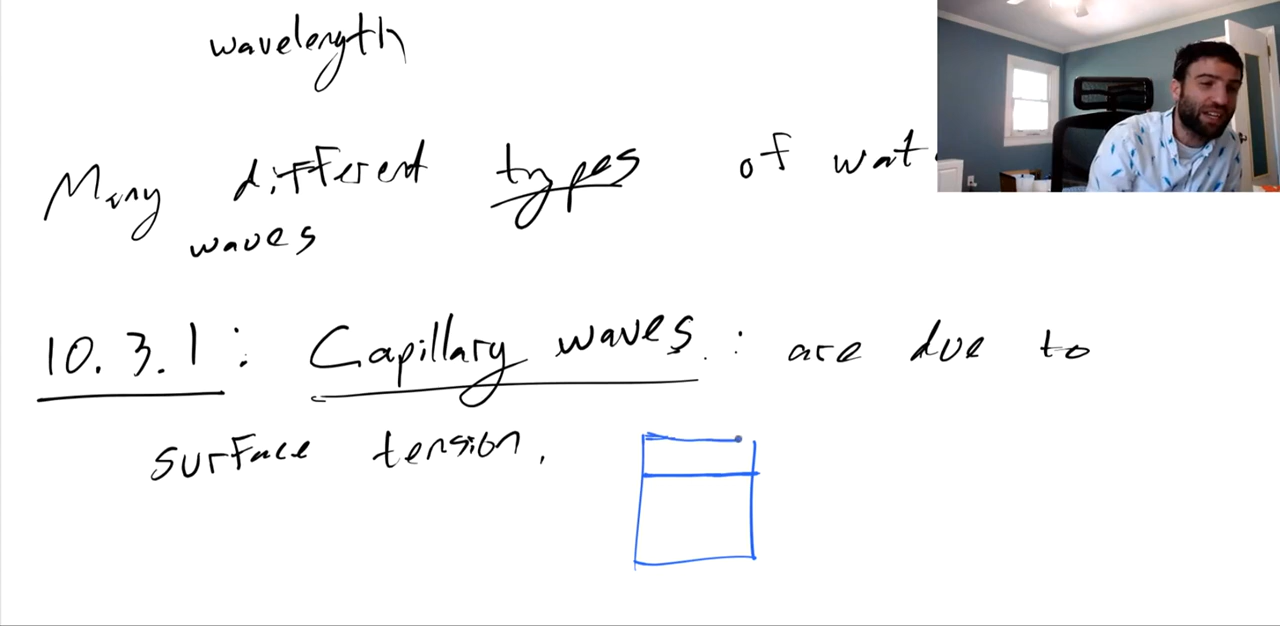 wavelength
Many different types of wat
waves
10.3.1: Capillary waves: are due to
surface tension.